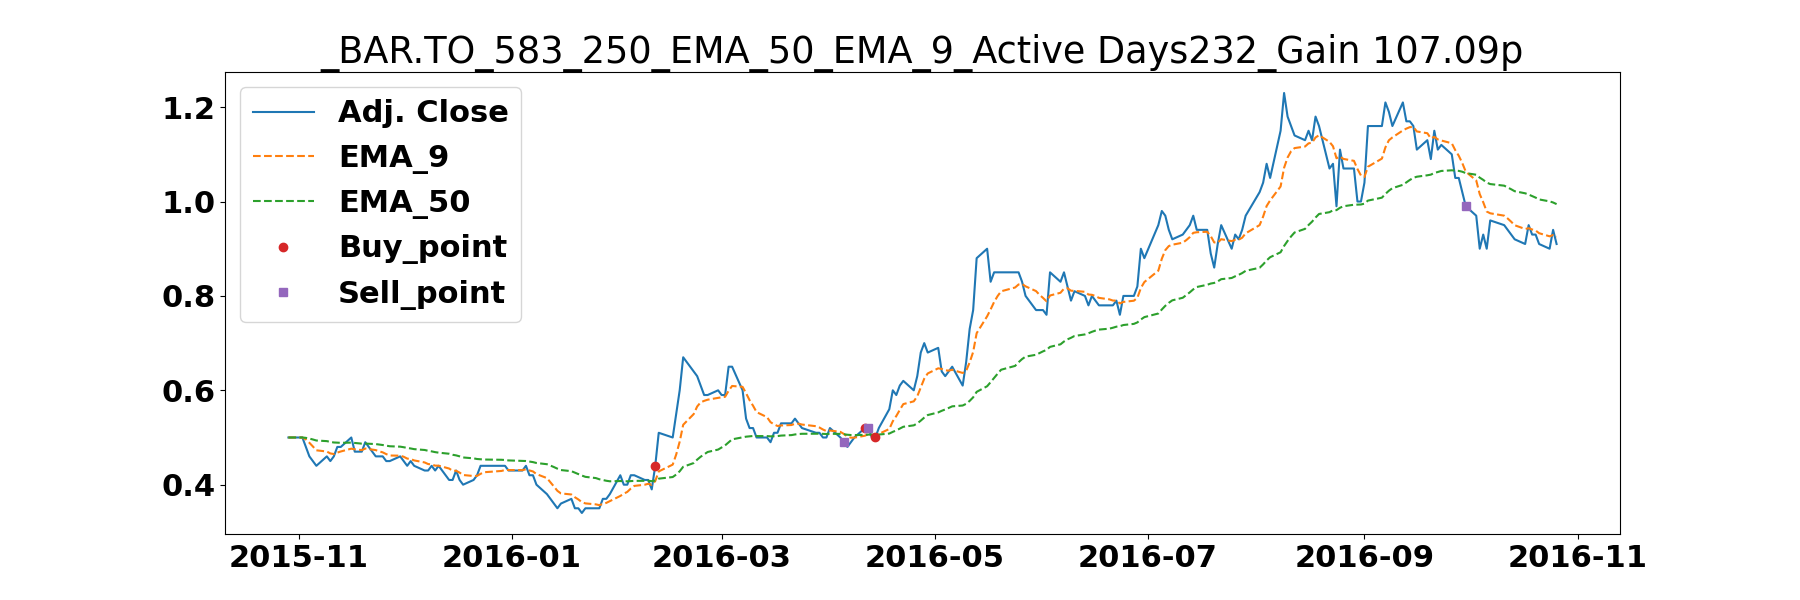 _BAR.TO_583_250_EMA_50_EMA_9_Active Days232_Gain 107.09p
Adj. Close
EMA_9
EMA_50
Buy_point
Sell_point
1.2
1.0
0.8
0.6
0.4
2015-11 2016-01 2016-03 2016-05 2016-07 2016-09 2016-11